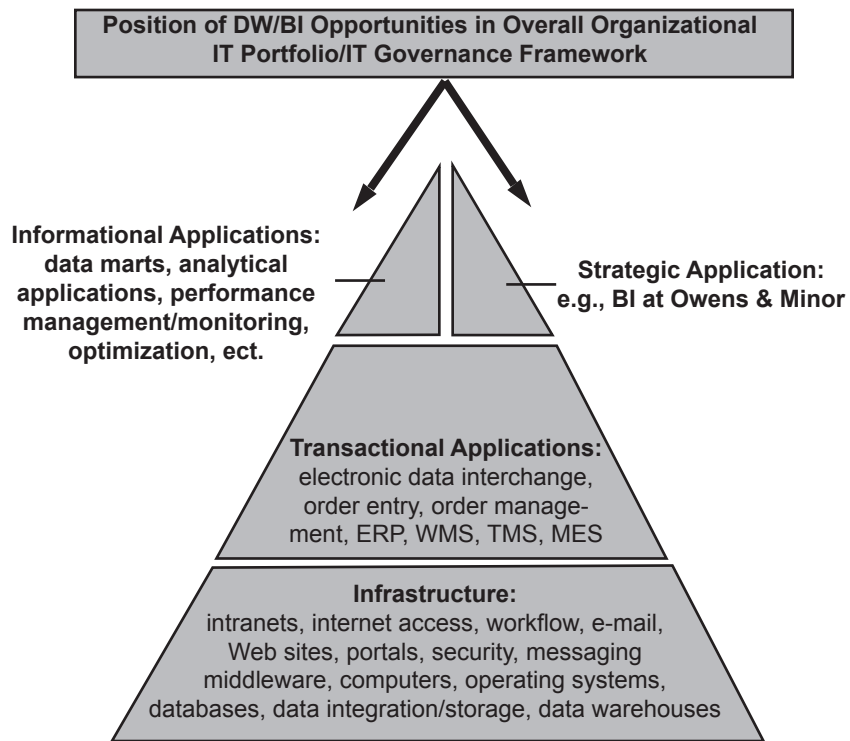 Position of DW/BI Opportunities in Overall Organizational
IT Portfolio/IT Governance Framework
Informational Applications:
data marts, analytical
applications, performance
management/monitoring,
optimization, ect.
Strategic Application:
e.g., BI at Owens & Minor
Transactional Applications:
electronic data interchange,
order entry, order manage-
ment, ERP, WMS, TMS, MES
Infrastructure:
intranets, internet access, workflow, e-mail,
Web sites, portals, security, messaging
middleware, computers, operating systems,
databases, data integration/storage, data warehouses